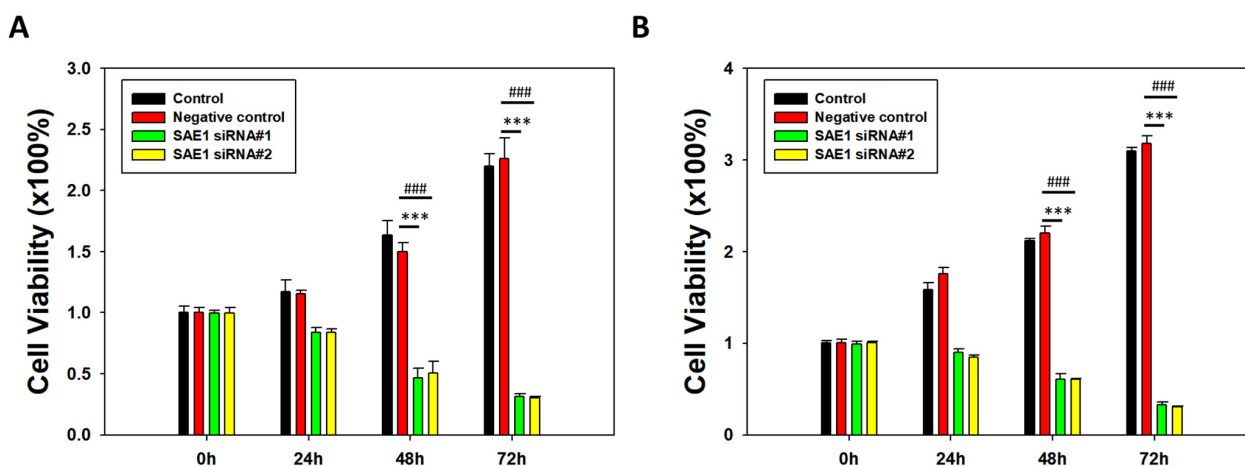 A
Cell Viability (x100%)
3.0
2.5
2.0
1.5
1.0
0.5
0.0
Control
Negative control
SAE1 siRNA#1
SAE1 siRNA#2
###
***
###
***
0h 24h 48h 72h
B
Cell Viability (x100%)
4
3
2
1
0
Control
Negative control
SAE1 siRNA#1
SAE1 siRNA#2
###
***
###
***
0h 24h 48h 72h